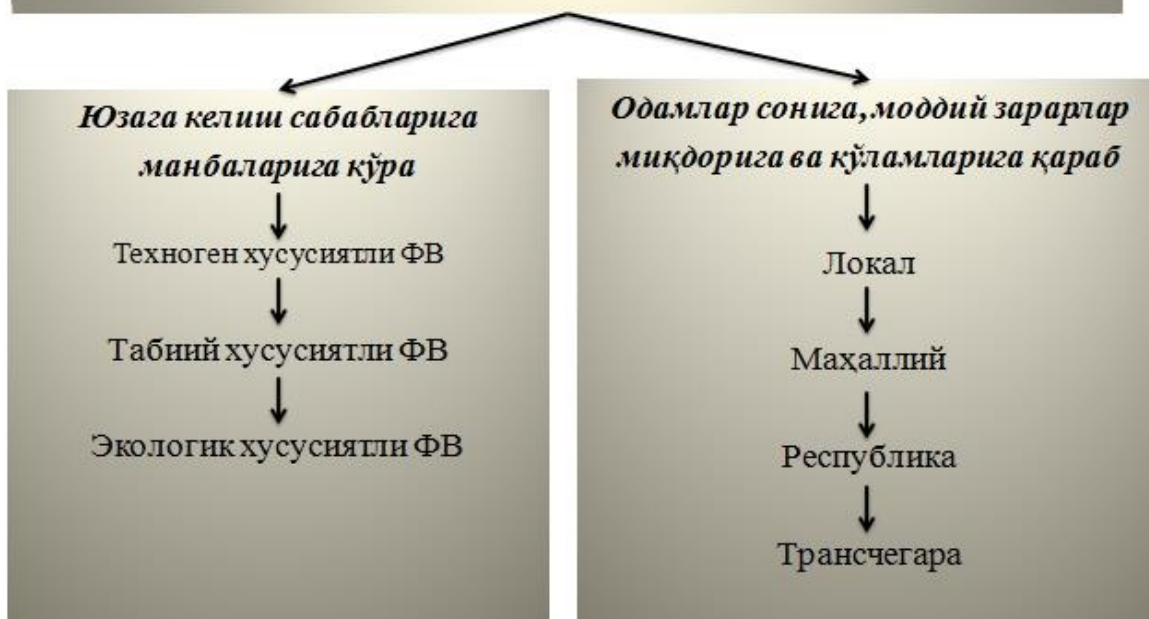 Юзага келиш сабабларига
манбаларига кўра
Техноген хусусиятли ФВ
Табиий хусусиятли ФВ
Экологик хусусиятли ФВ
Одамлар сонига,моддий зарарлар
миқдорига ва кўламларига қараб
Локал
Маҳаллий
Республика
Трансчегара